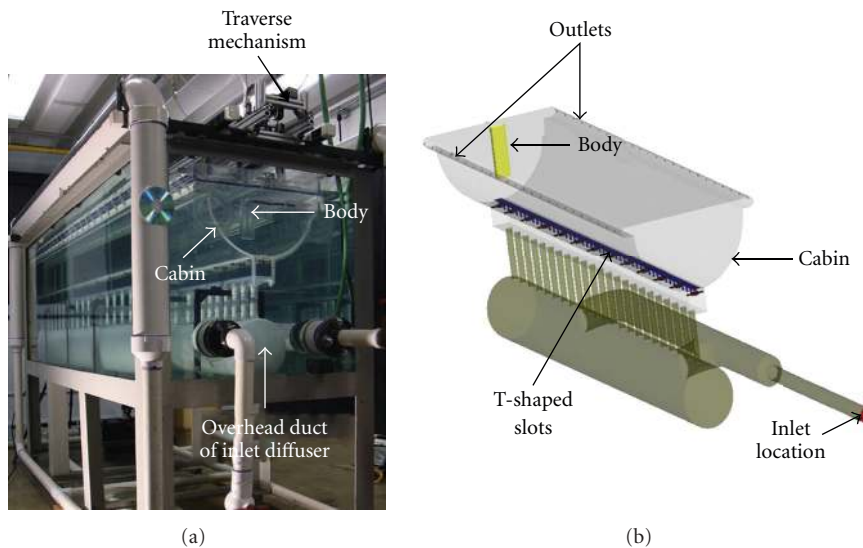 Traverse
mechanism
Body
Cabin
Overhead duct
of inlet diffuser
(a)
Outlets
Body
Cabin
T-shaped
slots
Inlet
location
(b)